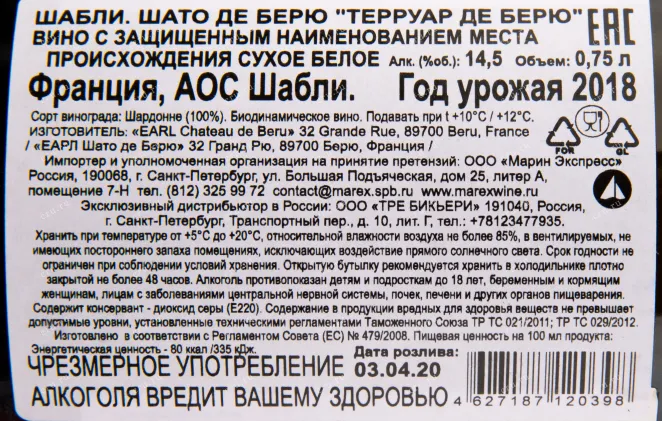 ШАБЛИ. ШАТО ДЕ БЕРЮ "ТЕРРУАР ДЕ БЕРЮ" EAC
ВИНО С ЗАЩИЩЕННЫМ НАИМЕНОВАНИЕМ МЕСТА
ПРОИСХОЖДЕНИЯ СУХОЕ БЕЛОЕ Алк. (%об.): 14,5 Объем: 0,75 л
Франция, АОС Шабли. Год урожая 2018
Сорт винограда: Шардонне (100%). Биодинамическое вино. Подавать при t +10°C / +12°C.
ИЗГОТОВИТЕЛЬ: «EARL Chateau de Beru» 32 Grande Rue, 89700 Beru, France
/ «ЕАРЛ Шато де Берю» 32 Гранд Рю, 89700 Берю, Франция /
FOR GL
Импортер и уполномоченная организация на принятие претензий: ООО «Марин Экспресс»
Россия, 190068, г. Санкт-Петербург, ул. Большая Подъяческая, дом 25, литер А,
помещение 7-Н тел. (812) 325 99 72 contact@marex.spb.ru www.marexwine.ru
Эксклюзивный дистрибьютор в России: ООО «ТРЕ БИКЬЕРИ» 191040, Россия,
г. Санкт-Петербург, Транспортный пер., д. 10, лит. Г, тел.: +78123477935.
Хранить при температуре от +5°C до +20°C, относительной влажности воздуха не более 85%, в вентилируемых, не
имеющих постороннего запаха помещениях, исключающих воздействие прямого солнечного света. Срок годности не
ограничен при соблюдении условий хранения. Открытую бутылку рекомендуется хранить в холодильнике плотно
закрытой не более 48 часов. Алкоголь противопоказан детям и подросткам до 18 лет, беременным и кормящим
женщинам, лицам с заболеваниями центральной нервной системы, почек, печени и других органов пищеварения.
Содержит консервант - диоксид серы (Е220). Содержание в продукции вредных для здоровья веществ не превышает
допустимые уровни, установленные техническими регламентами Таможенного Союза ТР ТС 021/2011; ТР ТС 029/2012.
Изготовлено в соответствии с Регламентом Совета (ЕС) № 479/2008. Пищевая ценность на 100 мл продукта:
Энергетическая ценность - 80 ккал /335 кДж.
Дата розлива:
03.04.20
ЧРЕЗМЕРНОЕ УПОТРЕБЛЕНИЕ
АЛКОГОЛЯ ВРЕДИТ ВАШЕМУ ЗДОРОВЬЮ
4 627187 120398